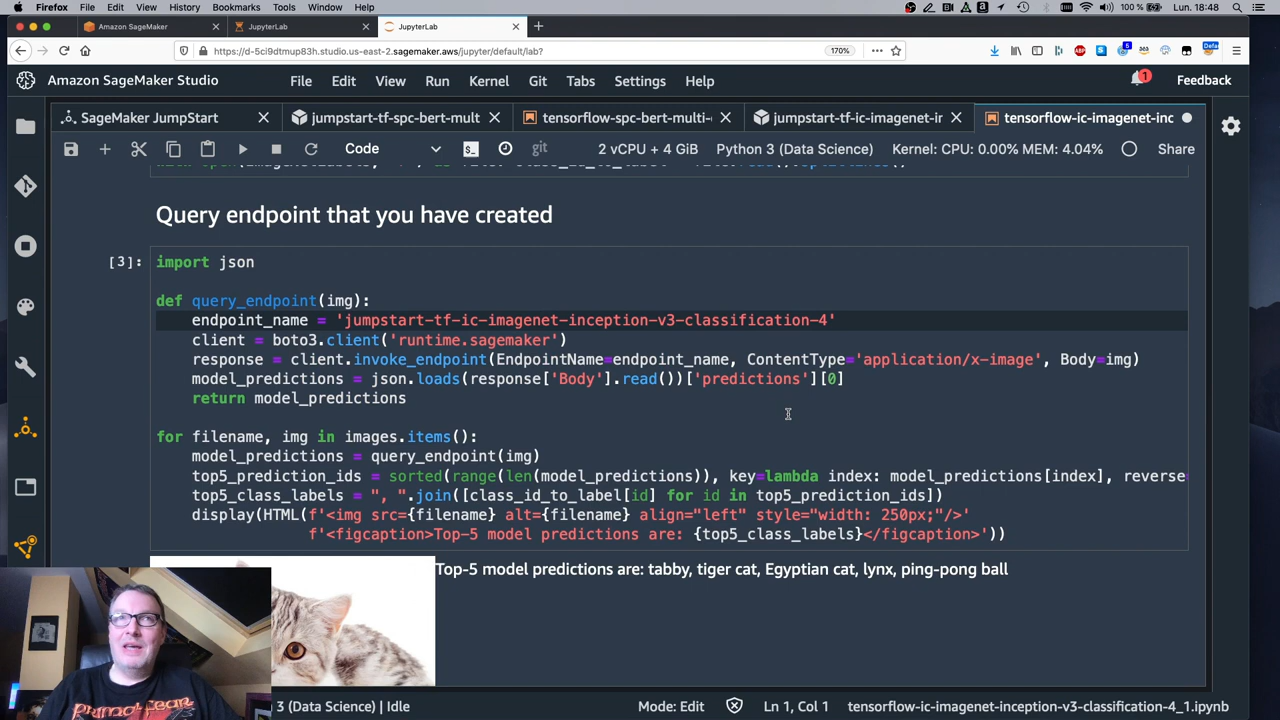 Firefox File Edit View History Bookmarks Tools Window Help 100 % Lun. 18:48
Amazon SageMaker JupyterLab JupyterLab
https://d-5ci9dtmup83h.studio.us-east-2.sagemaker.aws/jupyter/default/lab? 170%
Amazon SageMaker Studio File Edit View Run Kernel Git Tabs Settings Help 1 Feedback
SageMaker JumpStart jumpstart-tf-spc-bert-mult tensorflow-spc-bert-multi- jumpstart-tf-ic-imagenet-ir tensorflow-ic-imagenet-inc
Code git 2 vCPU + 4 GiB Python 3 (Data Science) Kernel: CPU: 0.00% MEM: 4.04% Share
Query endpoint that you have created
[3]: import json
def query_endpoint(img):
endpoint_name = 'jumpstart-tf-ic-imagenet-inception-v3-classification-4'
client = boto3.client('runtime.sagemaker')
response = client.invoke_endpoint(EndpointName=endpoint_name, ContentType='application/x-image', Body=img)
model_predictions = json.loads(response['Body'].read())['predictions'][0]
return model_predictions
for filename, img in images.items():
model_predictions = query_endpoint(img)
top5_prediction_ids = sorted(range(len(model_predictions)), key=lambda index: model_predictions[index], reverse=
top5_class_labels = ", ".join([class_id_to_label[id] for id in top5_prediction_ids])
display(HTML(f'<img src={filename} alt={filename} align="left" style="width: 250px;"/>'
f'<figcaption>Top-5 model predictions are: {top5_class_labels}</figcaption>'))
Top-5 model predictions are: tabby, tiger cat, Egyptian cat, lynx, ping-pong ball
3 (Data Science) | Idle Mode: Edit Ln 1, Col 1 tensorflow-ic-imagenet-inception-v3-classification-4_1.ipynb